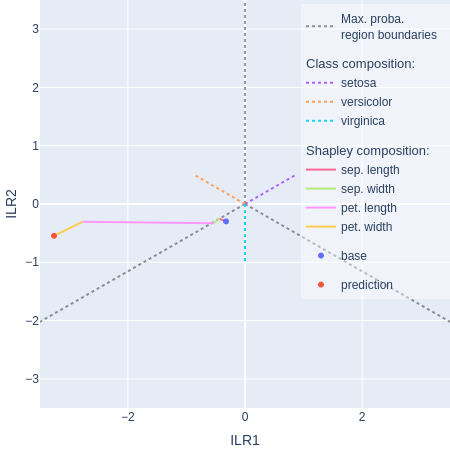 Max. proba.
region boundaries
Class composition:
setosa
versicolor
virginica
Shapley composition:
sep. length
sep. width
pet. length
pet. width
base
prediction
3
2
1
0
−1
−2
−3
ILR2
−2
0
2
ILR1